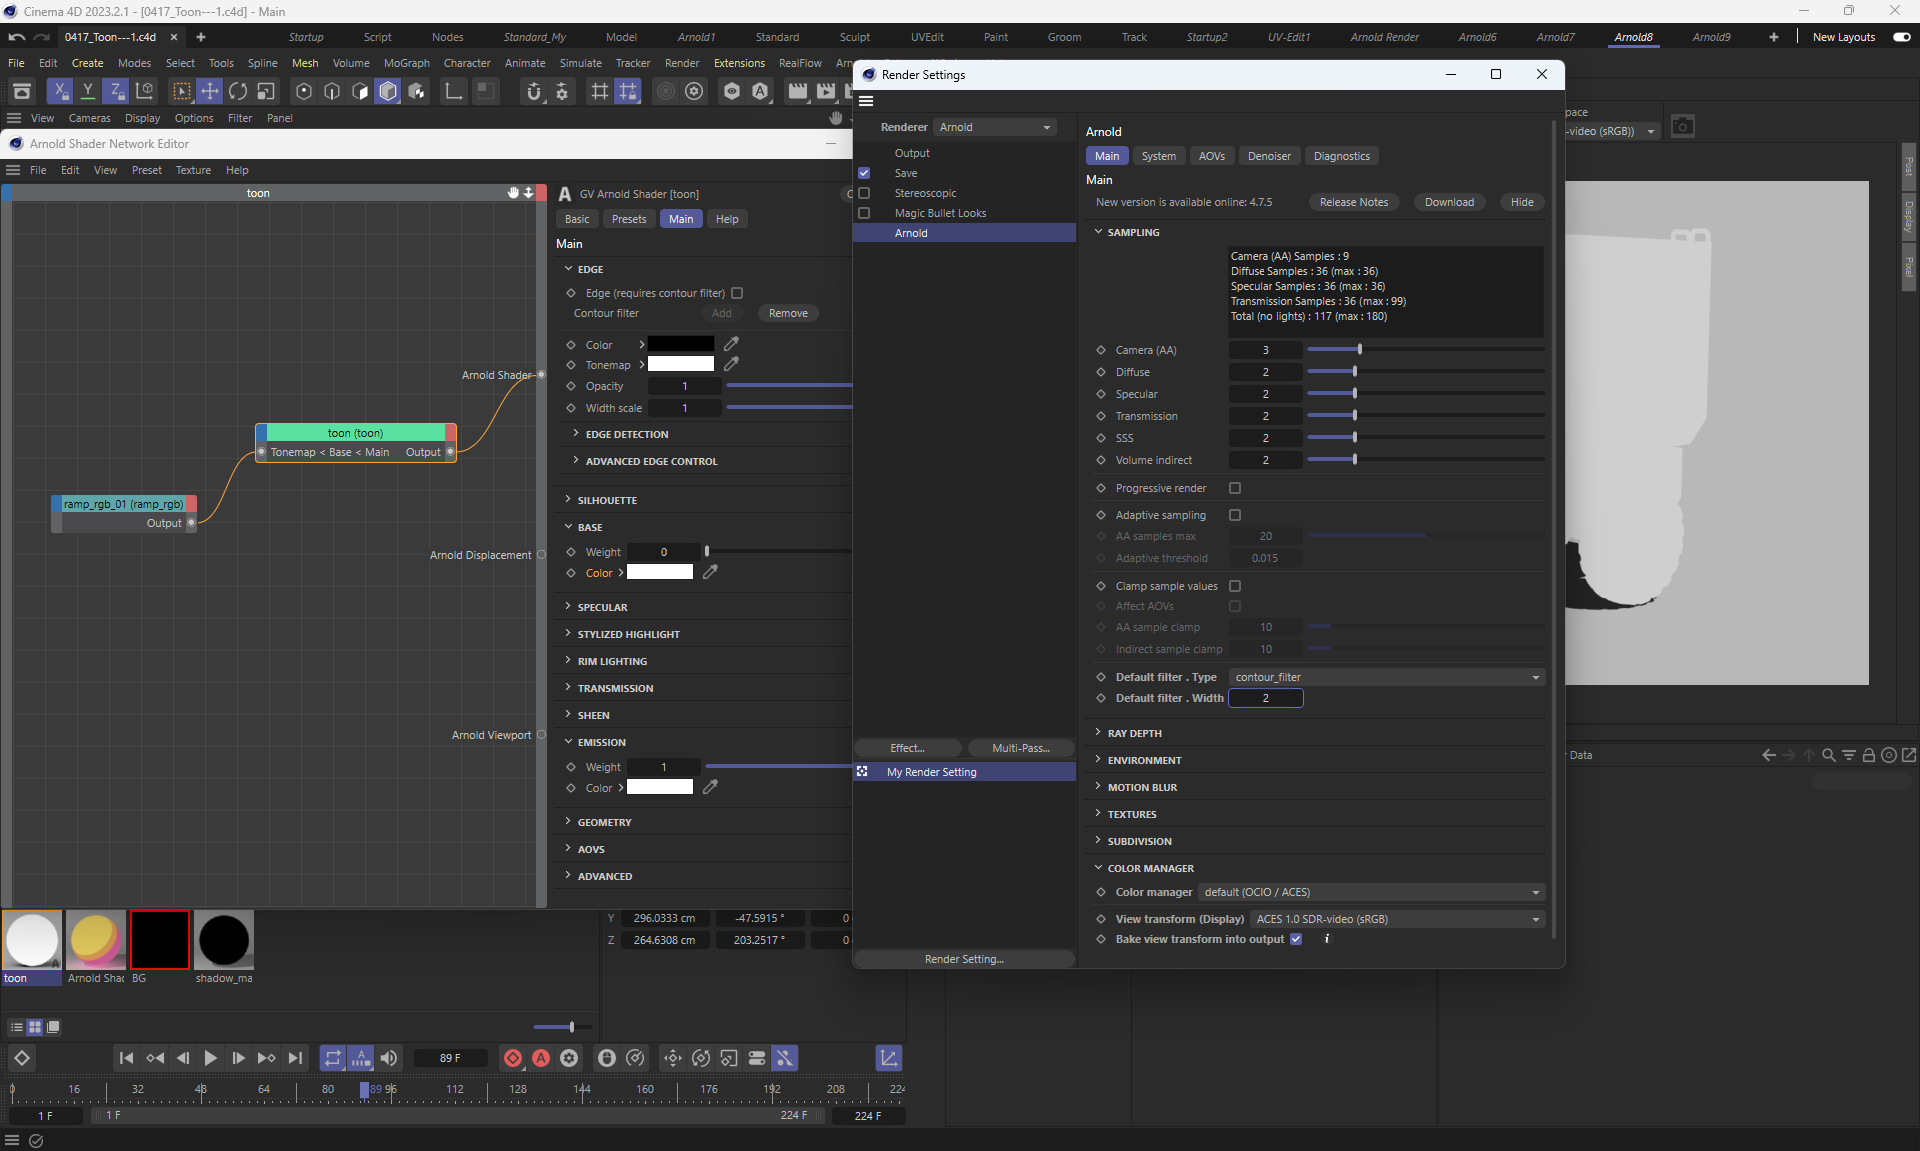 Cinema 4D 2023.2.1 - [0417_Toon---1.c4d] - Main
0417_Toon---1.c4d
Startup Script Nodes Standard_My Model Arnold1 Standard Sculpt UVEdit Paint Groom Track Startup2 UV-Edit1 Arnold Render Arnold6 Arnold7 Arnold8 Arnold9 New Layouts
File Edit Create Modes Select Tools Spline Mesh Volume MoGraph Character Animate Simulate Tracker Render Extensions RealFlow
View Cameras Display Options Filter Panel
Arnold Shader Network Editor
File Edit View Preset Texture Help
toon
Arnold Shader
toon (toon)
Tonemap < Base < Main Output
ramp_rgb_01 (ramp_rgb)
Output
Arnold Displacement
Arnold Viewport
A GV Arnold Shader [toon]
Basic Presets Main Help
Main
EDGE
Edge (requires contour filter)
Contour filter Add Remove
Color
Tonemap
Opacity 1
Width scale 1
EDGE DETECTION
ADVANCED EDGE CONTROL
SILHOUETTE
BASE
Weight 0
Color
SPECULAR
STYLIZED HIGHLIGHT
RIM LIGHTING
TRANSMISSION
SHEEN
EMISSION
Weight 1
Color
GEOMETRY
AOVS
ADVANCED
Render Settings
Renderer Arnold
Output
Save
Stereoscopic
Magic Bullet Looks
Arnold
Effect... Multi-Pass...
My Render Setting
Render Setting...
Arnold
Main System AOVs Denoiser Diagnostics
Main
New version is available online: 4.7.5 Release Notes Download Hide
SAMPLING
Camera (AA) Samples : 9
Diffuse Samples : 36 (max : 36)
Specular Samples : 36 (max : 36)
Transmission Samples : 36 (max : 99)
Total (no lights) : 117 (max : 180)
Camera (AA) 3
Diffuse 2
Specular 2
Transmission 2
SSS 2
Volume indirect 2
Progressive render
Adaptive sampling
AA samples max 20
Adaptive threshold 0.015
Clamp sample values
Affect AOVs
AA sample clamp 10
Indirect sample clamp 10
Default filter . Type contour_filter
Default filter . Width 2
RAY DEPTH
ENVIRONMENT
MOTION BLUR
TEXTURES
SUBDIVISION
COLOR MANAGER
Color manager default (OCIO / ACES)
View transform (Display) ACES 1.0 SDR-video (sRGB)
Bake view transform into output i
pace
-video (sRGB))
Post
Display
Pixel
Data
toon Arnold Shac BG shadow_ma
Y 296.0333 cm -47.5915 ° 0
Z 264.6308 cm 203.2517 ° 0
89 F
16 32 48 64 80 89 96 112 128 144 160 176 192 208 224
1 F 1 F 224 F 224 F